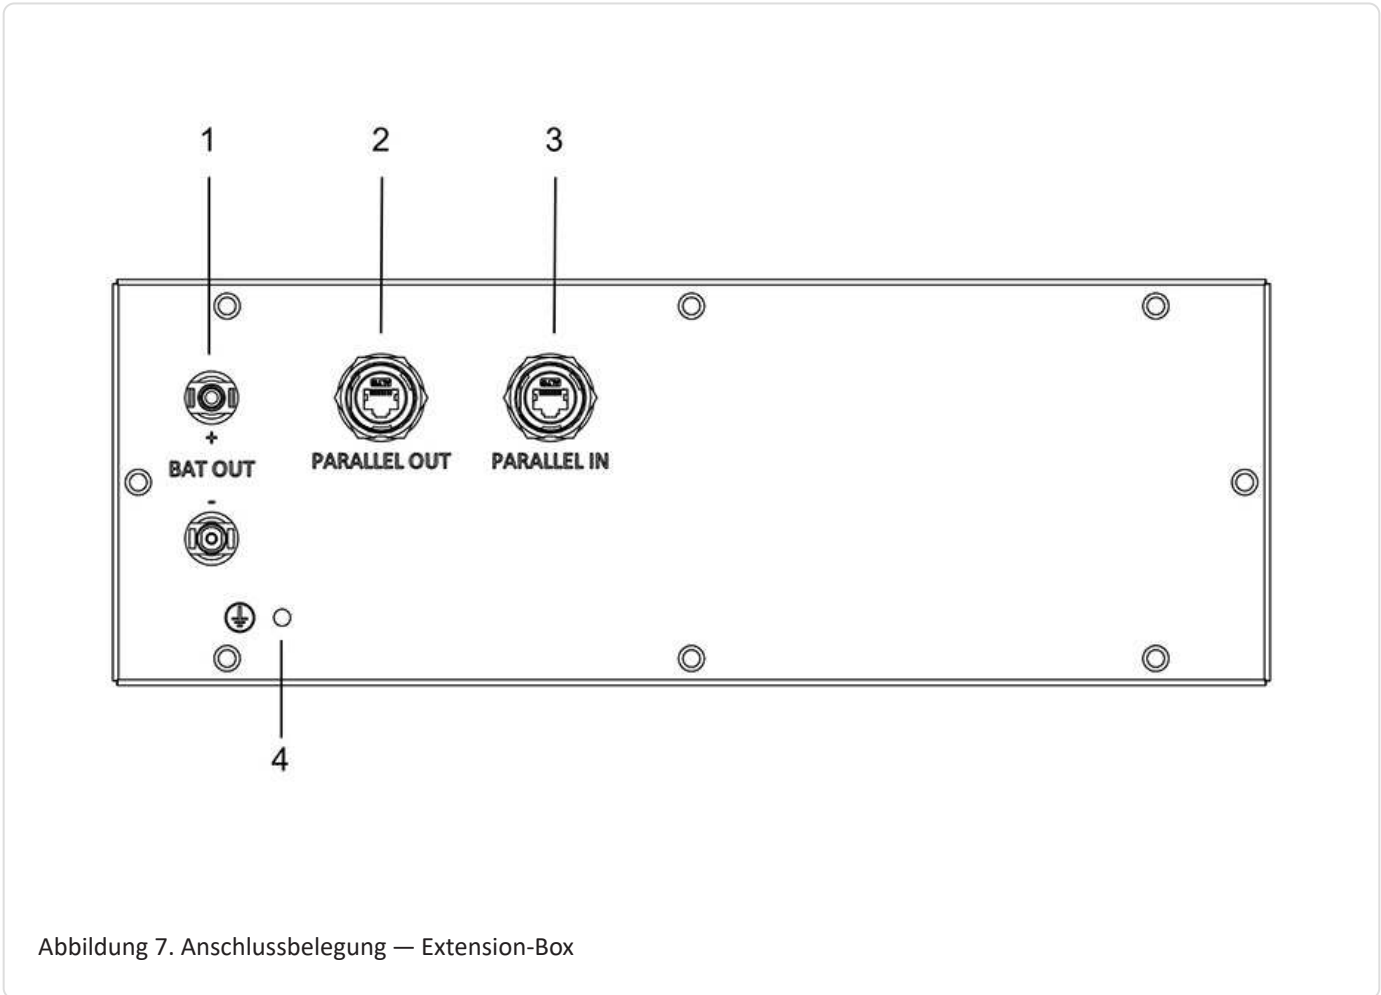 1 2 3
+
BAT OUT
-
PARALLEL OUT PARALLEL IN
4
Abbildung 7. Anschlussbelegung — Extension-Box